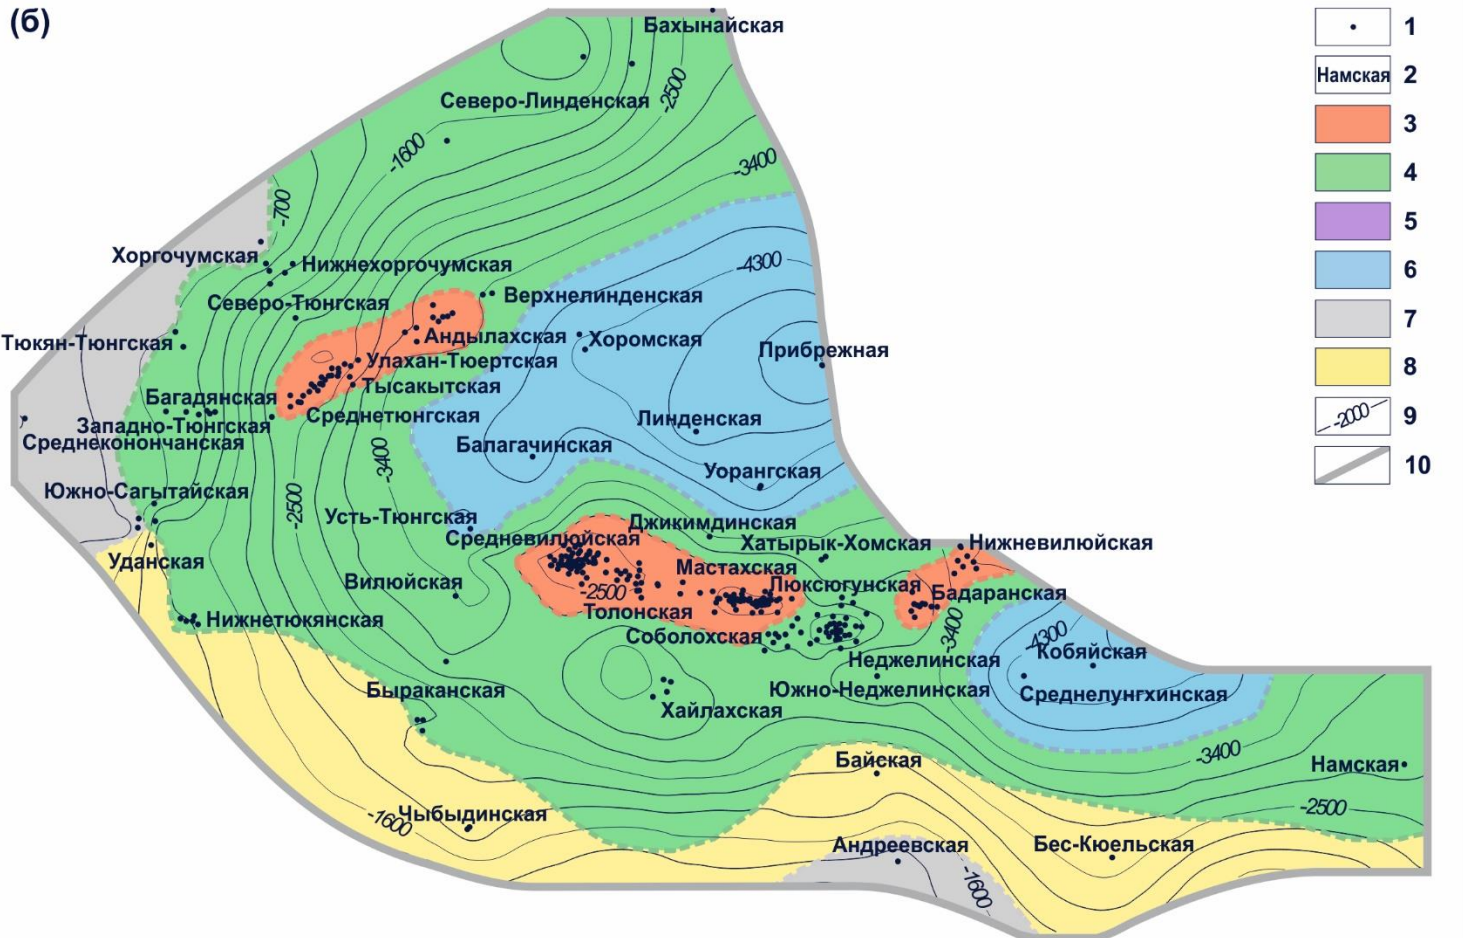 (б)
Бахынайская
1
-2500
Намская
2
Северо-Линденская
3
-1600
-3400
4
-700
5
Хоргочумская
Нижнехоргочумская
-4300
6
Северо-Тюнгская
Верхнелинденская
7
Тюкян-Тюнгская
Андылахская
Хоромская
Прибрежная
Улахан-Тюертская
8
Тысакытская
Багадянская
Среднетюнгская
Линденская
-2000
9
Западно-Тюнгская
Среднеконончанская
-3400
Балагачинская
Уорангская
10
Южно-Сагытайская
-2500
Усть-Тюнгская
Джикимдинская
Средневилюйская
Хатырык-Хомская
Нижневилюйская
Уданская
Мастахская
Вилюйская
-2500
Люксюгунская
Бадаранская
Толонская
Нижнетюкянская
Соболохская
-3400
-4300
Кобяйская
Неджелинская
Быраканская
Южно-Неджелинская
Среднелунгхинская
Хайлахская
Байская
-3400
Намская
-2500
Чыбыдинская
-1600
Андреевская
Бес-Кюельская
-1600